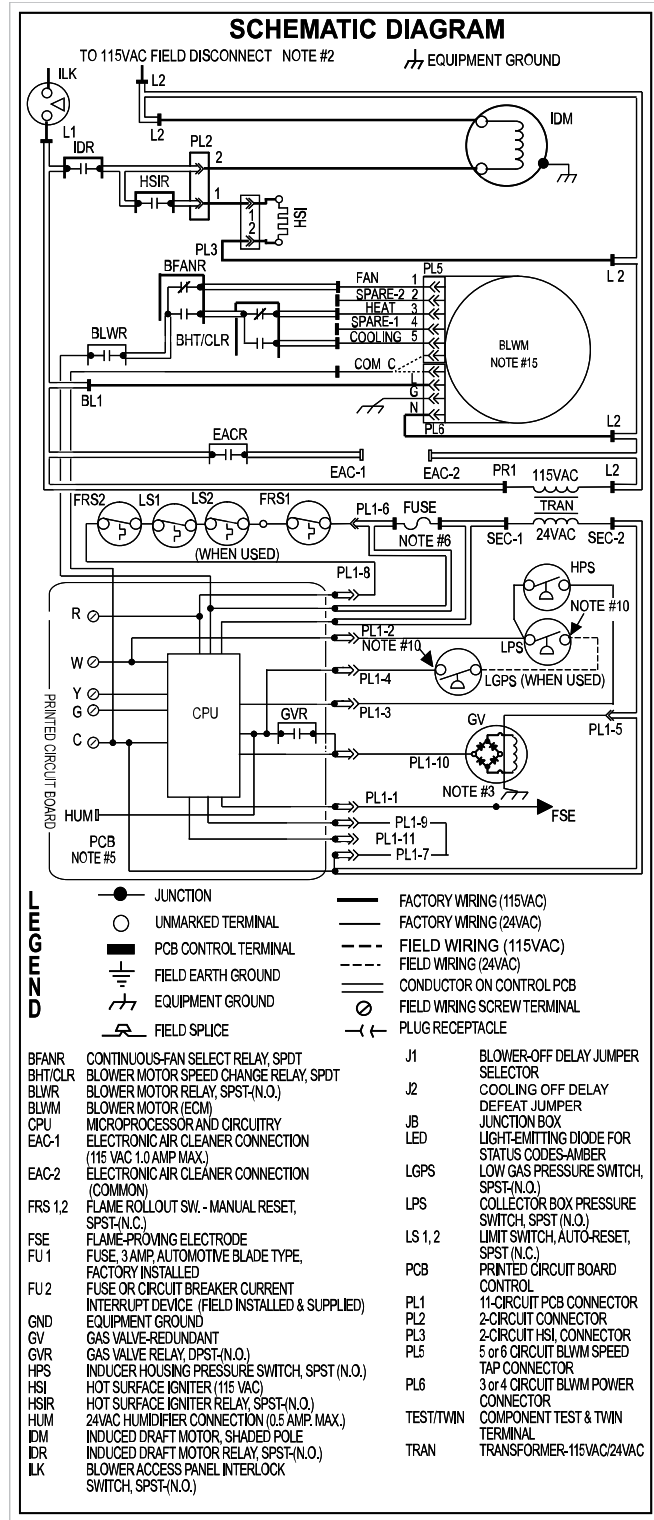 SCHEMATIC DIAGRAM
TO 115VAC FIELD DISCONNECT NOTE #2
EQUIPMENT GROUND
ILK
L2
L2
L1
IDR
PL2
2
IDM
HSIR
1
1
2
HSI
PL3
L 2
BFANR
PL5
FAN 1
SPARE-2 2
HEAT 3
SPARE-1 4
COOLING 5
BLWR
BHT/CLR
BLWM
NOTE #15
COM C
L
BL1
G
N
PL6
L2
EACR
EAC-1
EAC-2
PR1
115VAC
L2
TRAN
24VAC
SEC-1
SEC-2
FRS2
LS1
LS2
FRS1
PL1-6
FUSE
NOTE #6
(WHEN USED)
PL1-8
HPS
NOTE #10
R
PL1-2
NOTE #10
LPS
W
LGPS (WHEN USED)
PL1-4
Y
G
CPU
PL1-3
GVR
GV
PL1-5
C
PL1-10
NOTE #3
PRINTED CIRCUIT BOARD
PL1-1
FSE
HUM
PL1-9
PCB
NOTE #5
PL1-11
PL1-7
LEGEND
JUNCTION
UNMARKED TERMINAL
PCB CONTROL TERMINAL
FIELD EARTH GROUND
EQUIPMENT GROUND
FIELD SPLICE
FACTORY WIRING (115VAC)
FACTORY WIRING (24VAC)
FIELD WIRING (115VAC)
FIELD WIRING (24VAC)
CONDUCTOR ON CONTROL PCB
FIELD WIRING SCREW TERMINAL
PLUG RECEPTACLE
BFANR CONTINUOUS-FAN SELECT RELAY, SPDT
BHT/CLR BLOWER MOTOR SPEED CHANGE RELAY, SPDT
BLWR BLOWER MOTOR RELAY, SPST-(N.O.)
BLWM BLOWER MOTOR (ECM)
CPU MICROPROCESSOR AND CIRCUITRY
EAC-1 ELECTRONIC AIR CLEANER CONNECTION
(115 VAC 1.0 AMP MAX.)
EAC-2 ELECTRONIC AIR CLEANER CONNECTION
(COMMON)
FRS 1,2 FLAME ROLLOUT SW. - MANUAL RESET,
SPST-(N.C.)
FSE FLAME-PROVING ELECTRODE
FU 1 FUSE, 3 AMP, AUTOMOTIVE BLADE TYPE,
FACTORY INSTALLED
FU 2 FUSE OR CIRCUIT BREAKER CURRENT
INTERRUPT DEVICE (FIELD INSTALLED & SUPPLIED)
GND EQUIPMENT GROUND
GV GAS VALVE-REDUNDANT
GVR GAS VALVE RELAY, DPST-(N.O.)
HPS INDUCER HOUSING PRESSURE SWITCH, SPST (N.O.)
HSI HOT SURFACE IGNITER (115 VAC)
HSIR HOT SURFACE IGNITER RELAY, SPST-(N.O.)
HUM 24VAC HUMIDIFIER CONNECTION (0.5 AMP. MAX.)
IDM INDUCED DRAFT MOTOR, SHADED POLE
IDR INDUCED DRAFT MOTOR RELAY, SPST-(N.O.)
ILK BLOWER ACCESS PANEL INTERLOCK
SWITCH, SPST-(N.O.)
J1 BLOWER-OFF DELAY JUMPER
SELECTOR
J2 COOLING OFF DELAY
DEFEAT JUMPER
JB JUNCTION BOX
LED LIGHT-EMITTING DIODE FOR
STATUS CODES-AMBER
LGPS LOW GAS PRESSURE SWITCH,
SPST-(N.O.)
LPS COLLECTOR BOX PRESSURE
SWITCH, SPST (N.O.)
LS 1, 2 LIMIT SWITCH, AUTO-RESET,
SPST (N.C.)
PCB PRINTED CIRCUIT BOARD
CONTROL
PL1 11-CIRCUIT PCB CONNECTOR
PL2 2-CIRCUIT CONNECTOR
PL3 2-CIRCUIT HSI, CONNECTOR
PL5 5 or 6 CIRCUIT BLWM SPEED
TAP CONNECTOR
PL6 3 or 4 CIRCUIT BLWM POWER
CONNECTOR
TEST/TWIN COMPONENT TEST & TWIN
TERMINAL
TRAN TRANSFORMER-115VAC/24VAC